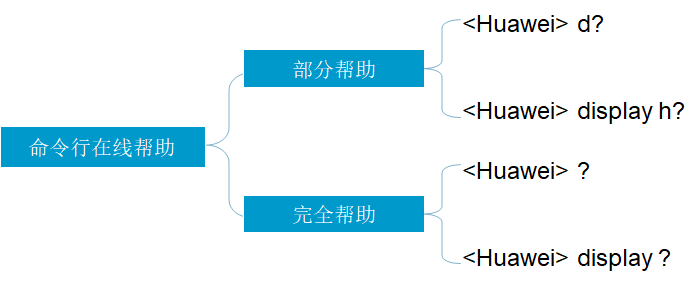 命令行在线帮助
部分帮助
<Huawei> d?
<Huawei> display h?
完全帮助
<Huawei> ?
<Huawei> display ?